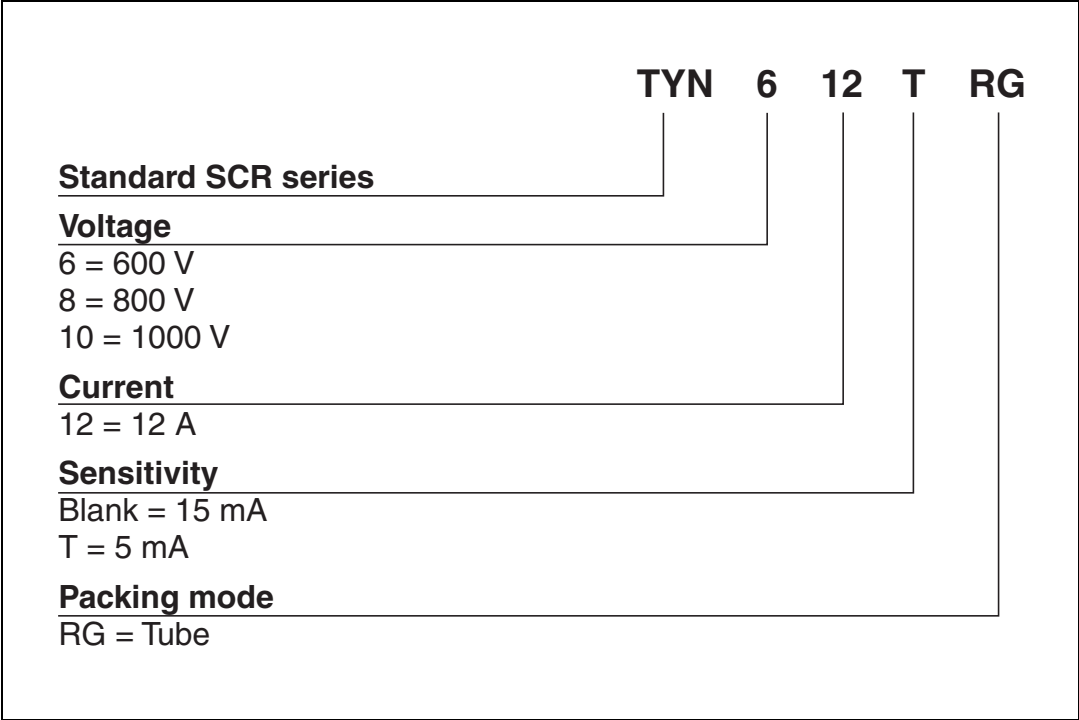 TYN 6 12 T RG
Standard SCR series
Voltage
6 = 600 V
8 = 800 V
10 = 1000 V
Current
12 = 12 A
Sensitivity
Blank = 15 mA
T = 5 mA
Packing mode
RG = Tube